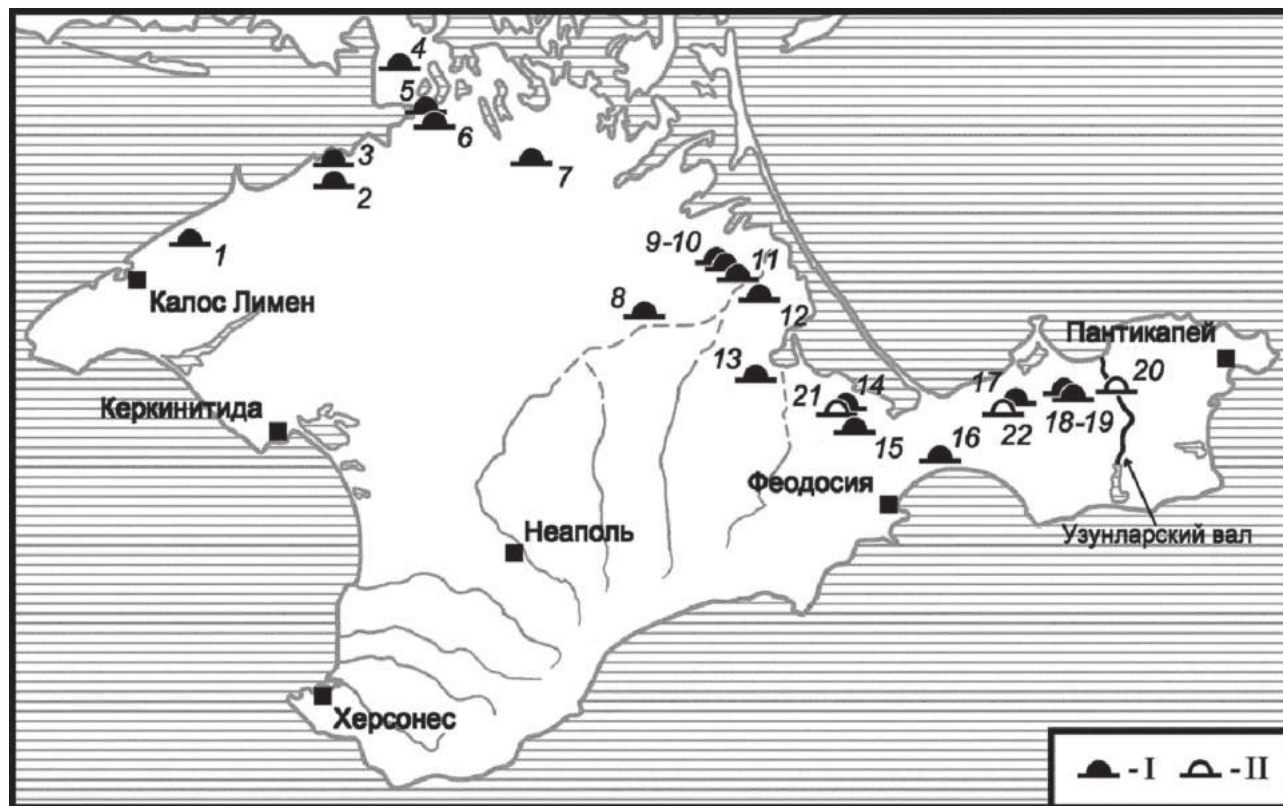 4
5
6
3
2
7
1
Калос Лимен
9-10
11
8
12
Пантикапей
13
17
20
21
14
Керкинитида
22
18-19
15
16
Феодосия
Неаполь
Узунларский вал
Херсонес
-I
-II